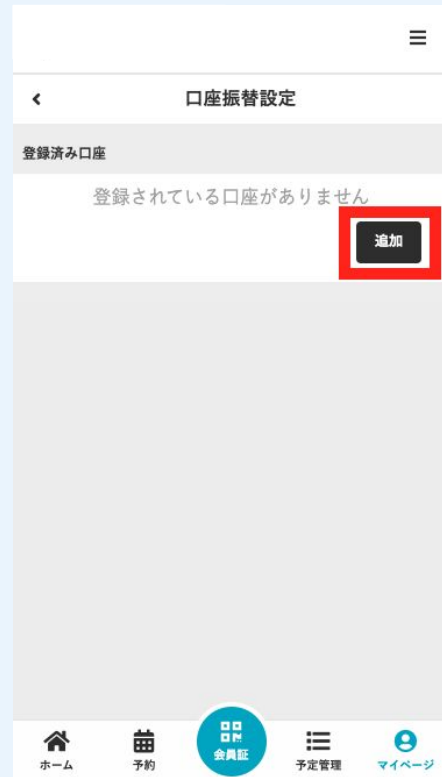 口座振替設定
登録済み口座
登録されている口座がありません
追加
ホーム
予約
会員証
予定管理
マイページ